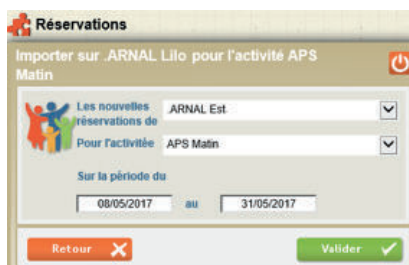 Réservations
Importer sur .ARNAL Lilo pour l'activité APS
Matin
Les nouvelles
réservations de
.ARNAL Est
Pour l'activitée
APS Matin
Sur la période du
08/05/2017 au 31/05/2017
Retour
Valider